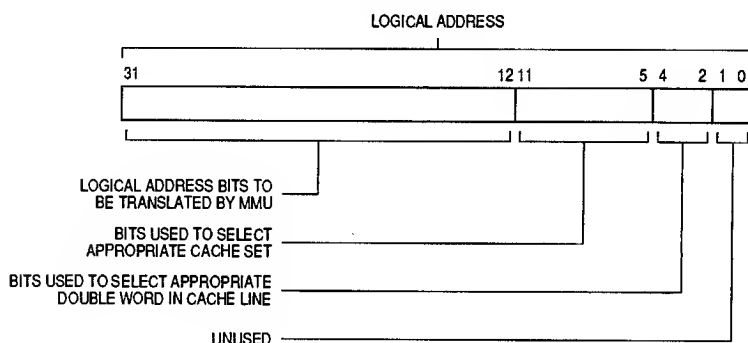 LOGICAL ADDRESS
31 12 11 5 4 2 1 0
LOGICAL ADDRESS BITS TO
BE TRANSLATED BY MMU
BITS USED TO SELECT
APPROPRIATE CACHE SET
BITS USED TO SELECT APPROPRIATE
DOUBLE WORD IN CACHE LINE
UNUSED